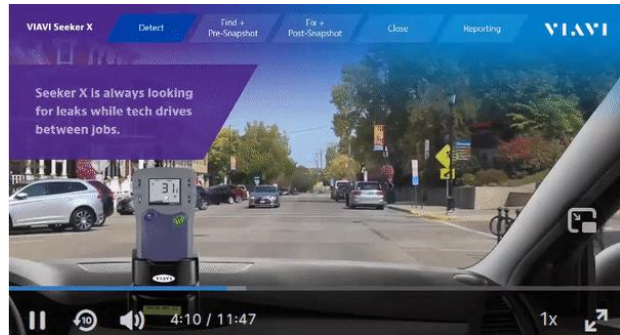 VIAVI Seeker X
Detect
Find +
Pre-Snapshot
Fix +
Post-Snapshot
Close
Reporting
VIAVI
Seeker X is always looking
for leaks while tech drives
between jobs.
31
VIAVI
10
4:10 / 11:47
1x